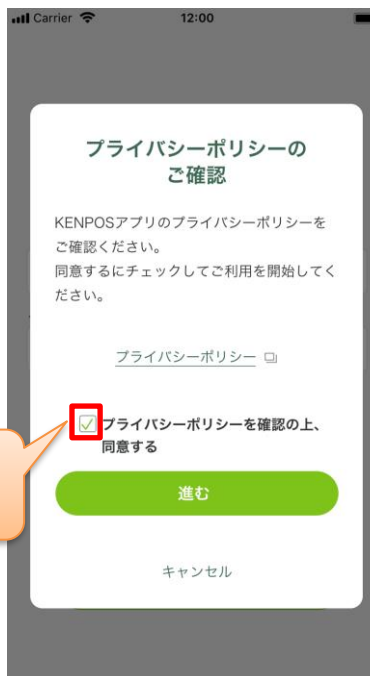 Carrier
12:00
プライバシーポリシーの
ご確認
KENPOSアプリのプライバシーポリシーを
ご確認ください。
同意するにチェックしてご利用を開始してく
ださい。
プライバシーポリシー
プライバシーポリシーを確認の上、
同意する
進む
キャンセル